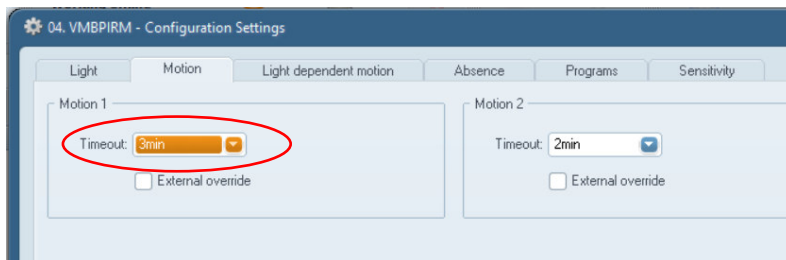 04. VMBPIRM - Configuration Settings
Light Motion Light dependent motion Absence Programs Sensitivity
Motion 1 Motion 2
Timeout: 3min Timeout: 2min
External override External override